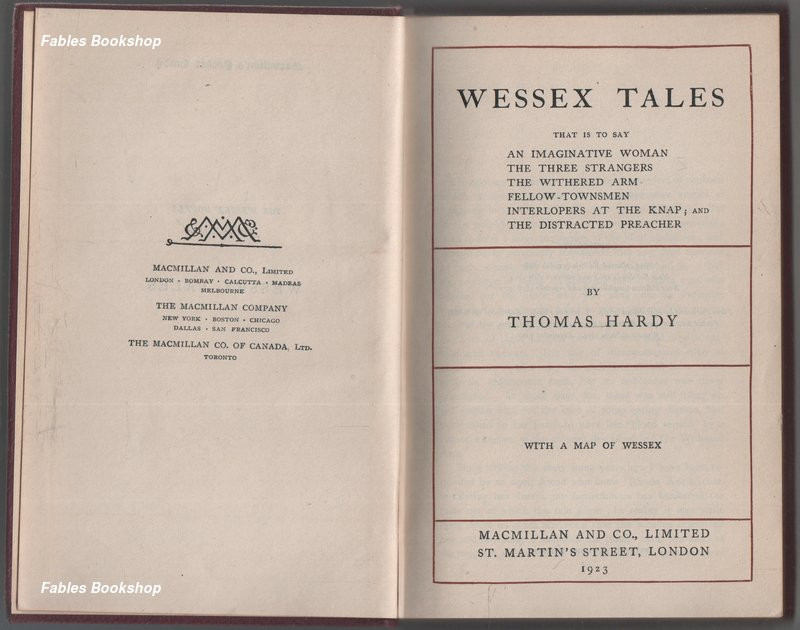 Fables Bookshop
MACMILLAN AND CO., LIMITED
LONDON · BOMBAY · CALCUTTA · MADRAS
MELBOURNE
THE MACMILLAN COMPANY
NEW YORK · BOSTON · CHICAGO
DALLAS · SAN FRANCISCO
THE MACMILLAN CO. OF CANADA, LTD.
TORONTO
Fables Bookshop
WESSEX TALES
THAT IS TO SAY
AN IMAGINATIVE WOMAN
THE THREE STRANGERS
THE WITHERED ARM
FELLOW-TOWNSMEN
INTERLOPERS AT THE KNAP; AND
THE DISTRACTED PREACHER
BY
THOMAS HARDY
WITH A MAP OF WESSEX
MACMILLAN AND CO., LIMITED
ST. MARTIN'S STREET, LONDON
1923